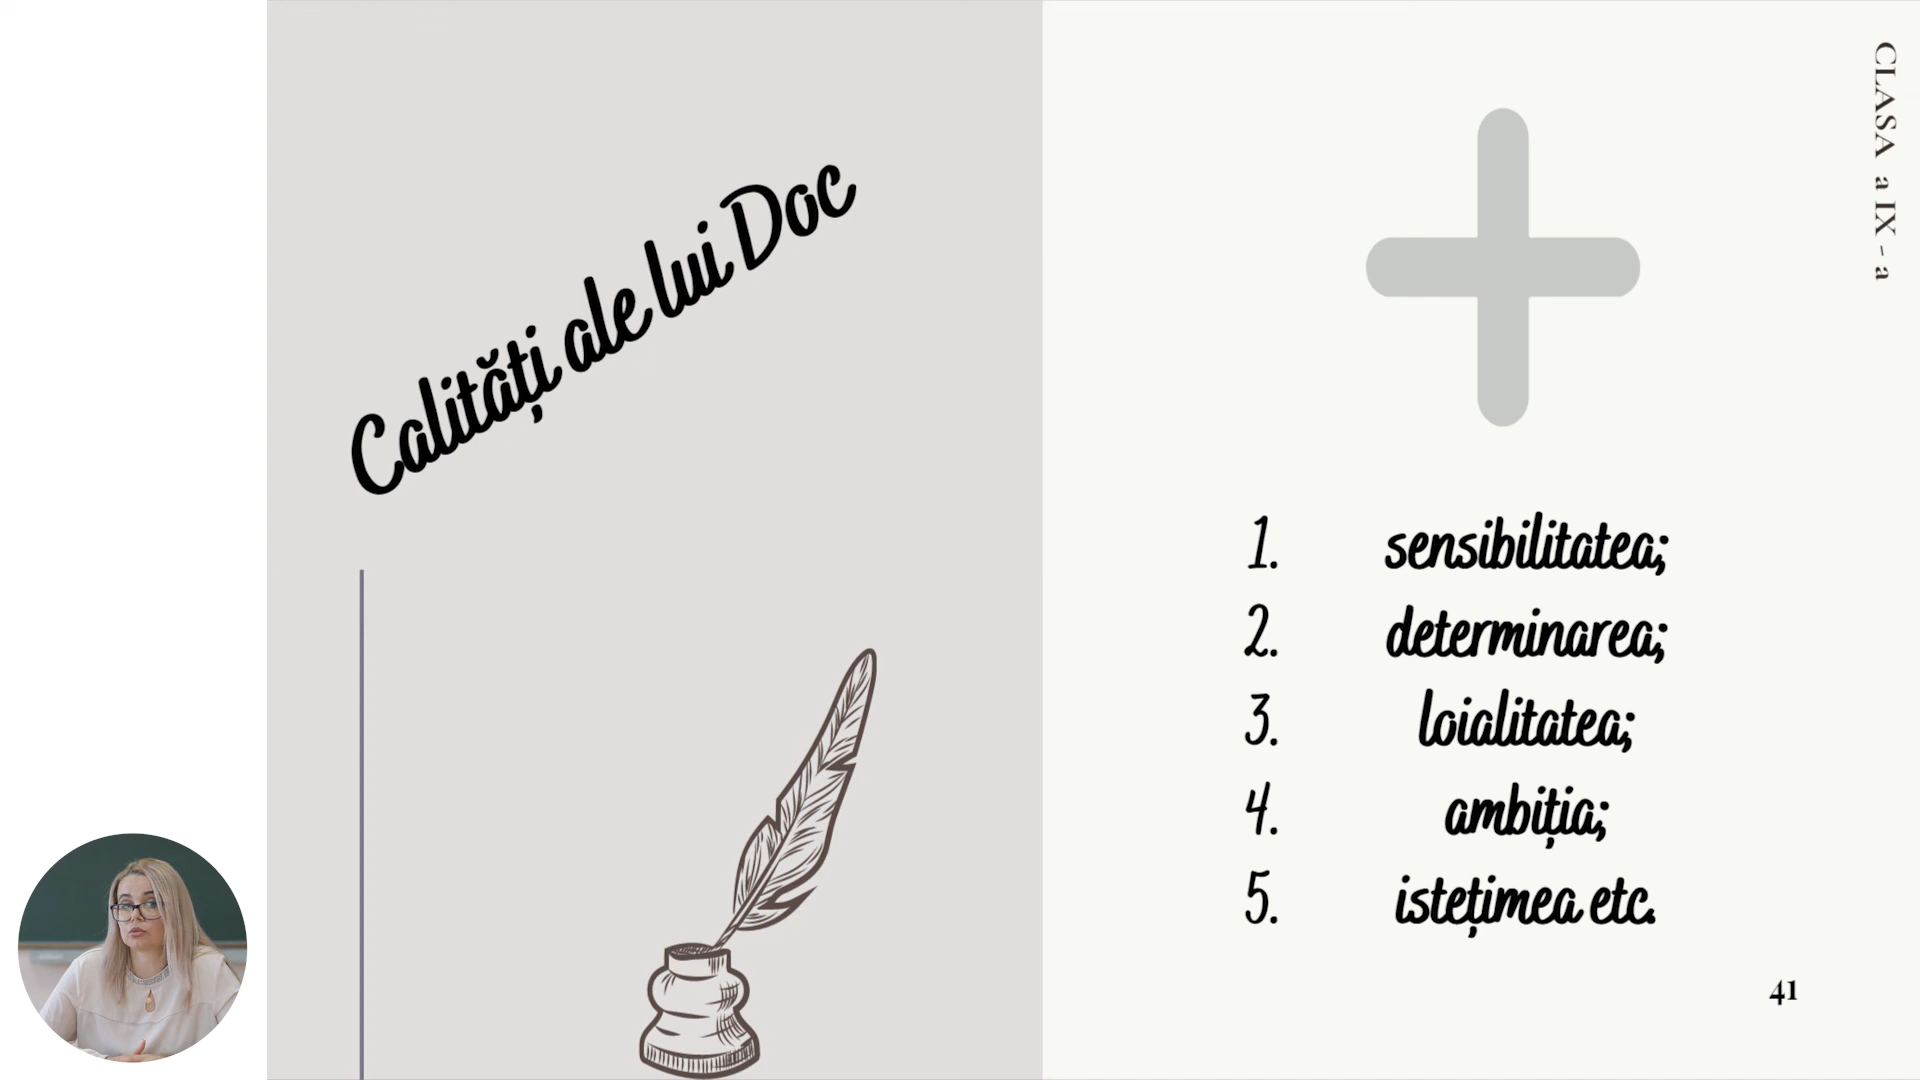 Calități ale lui Doc
CLASA a IX - a
1. sensibilitatea;
2. determinarea;
3. loialitatea;
4. ambiția;
5. istețimea etc.
41